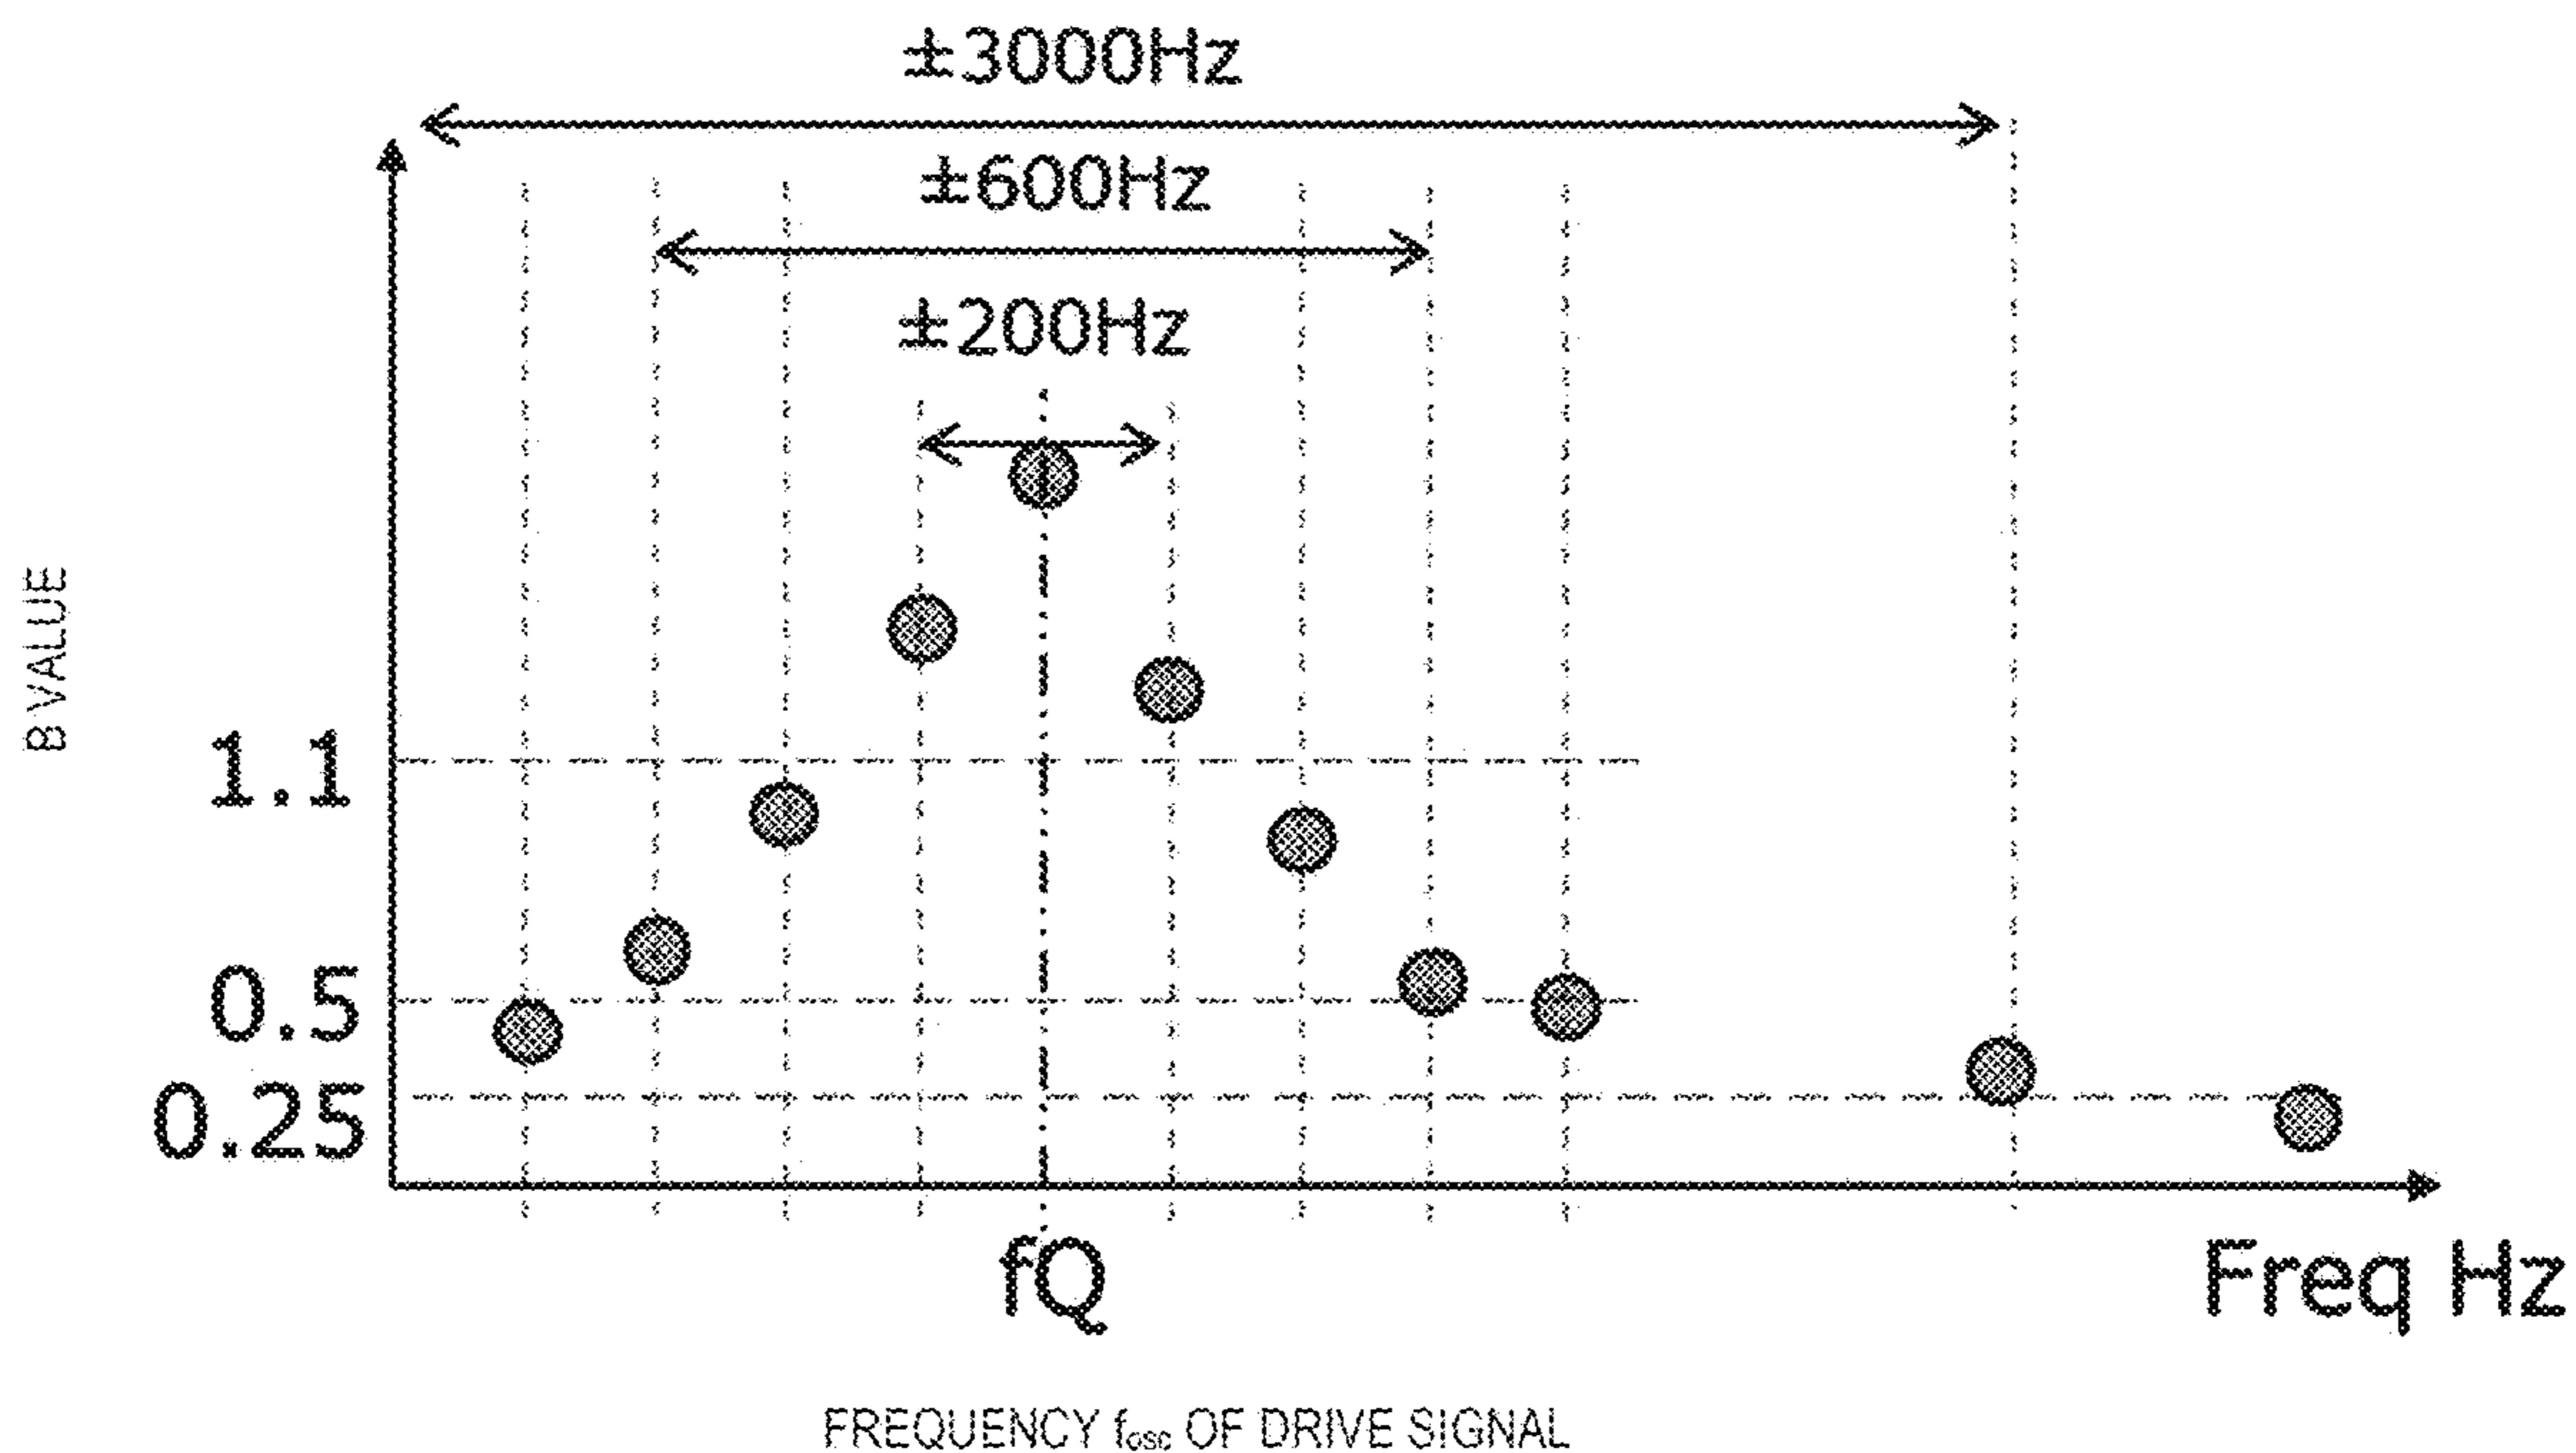 ±3000Hz
±600Hz
±200Hz
B VALUE
1.1
0.5
0.25
fQ
Freq Hz
FREQUENCY fosc OF DRIVE SIGNAL